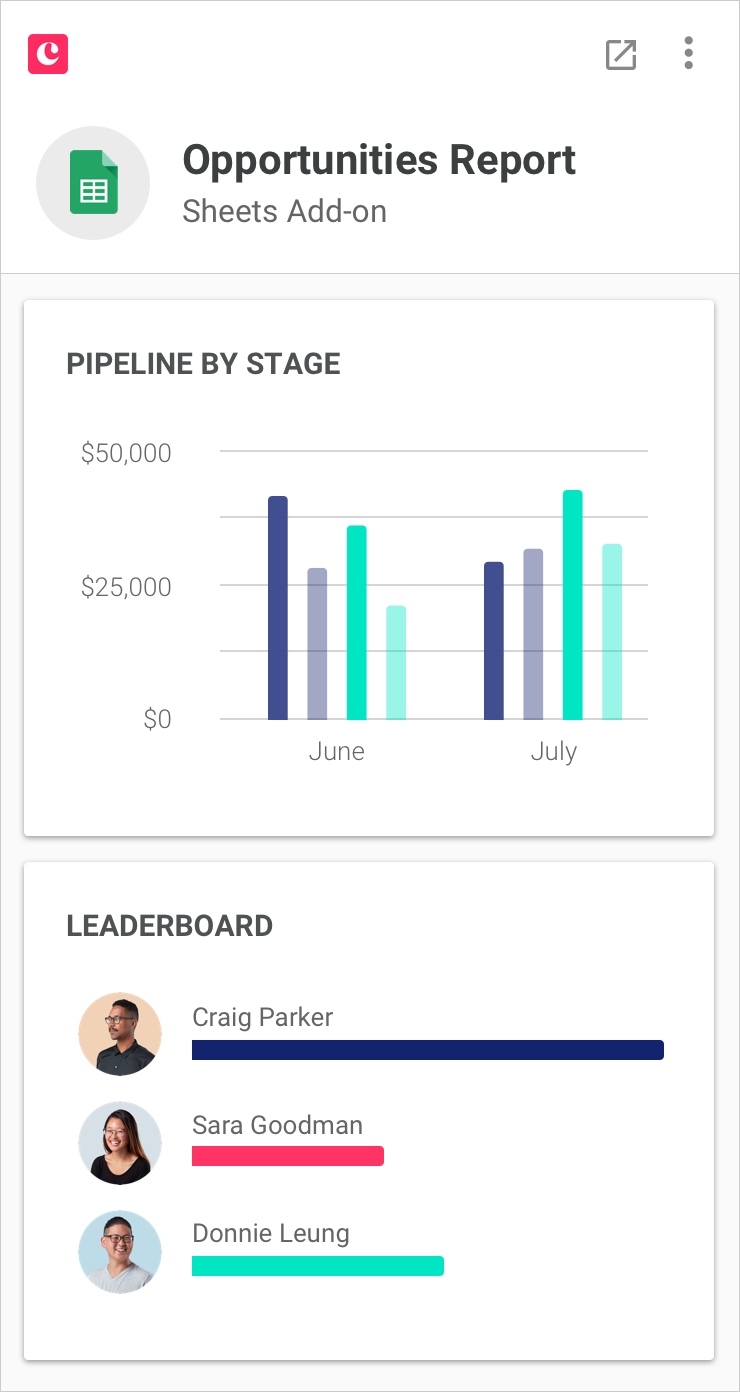 Opportunities Report
Sheets Add-on
PIPELINE BY STAGE
$50,000
$25,000
$0
June
July
LEADERBOARD
Craig Parker
Sara Goodman
Donnie Leung